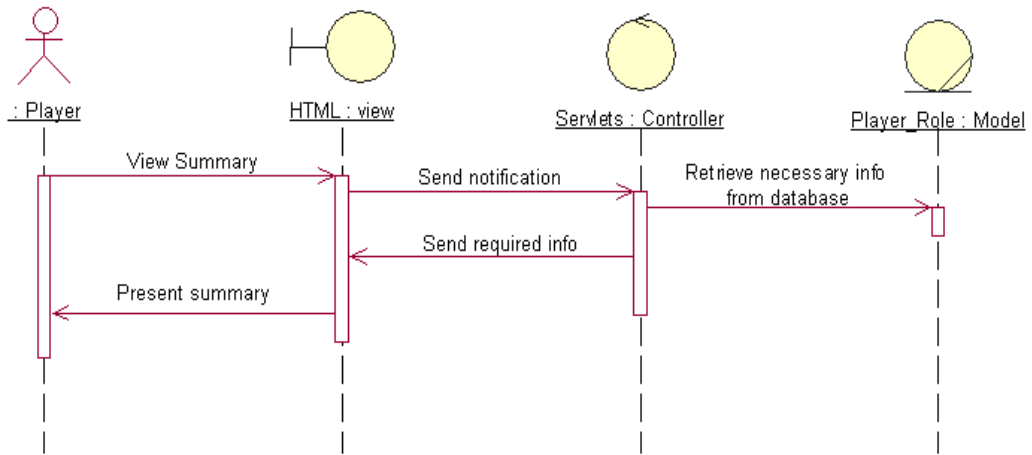 : Player
HTML : view
Servlets : Controller
Player_Role : Model
View Summary
Send notification
Retrieve necessary info
from database
Send required info
Present summary